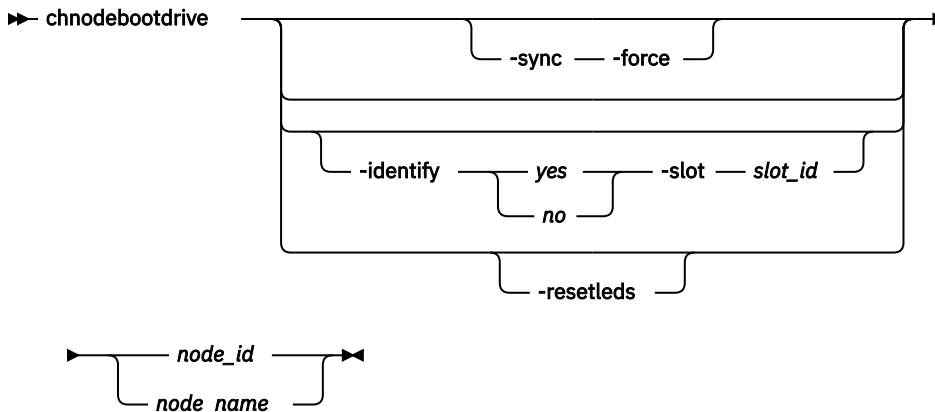 chnodebootdrive
-sync -force
-identify yes -slot slot_id
no
-resetleds
node_id
node_name